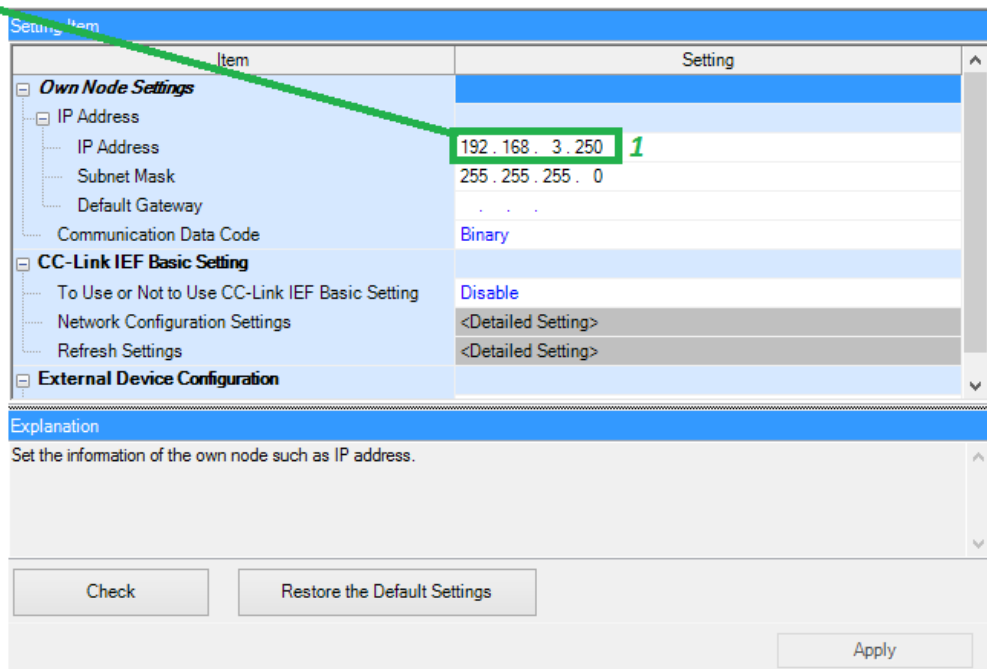 Setting Item
Item Setting
Own Node Settings
IP Address
IP Address 192 . 168 . 3 . 250 1
Subnet Mask 255 . 255 . 255 . 0
Default Gateway . . .
Communication Data Code Binary
CC-Link IEF Basic Setting
To Use or Not to Use CC-Link IEF Basic Setting Disable
Network Configuration Settings <Detailed Setting>
Refresh Settings <Detailed Setting>
External Device Configuration
Explanation
Set the information of the own node such as IP address.
Check Restore the Default Settings
Apply